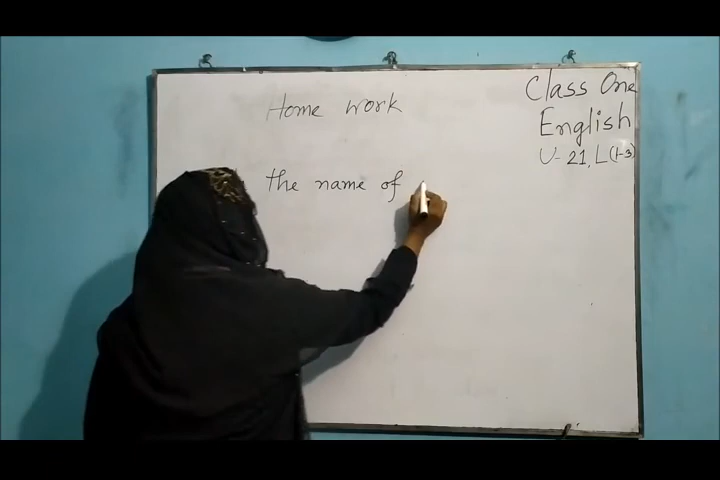 Home work
Class One
English
U-21, L(1-3)
the name of